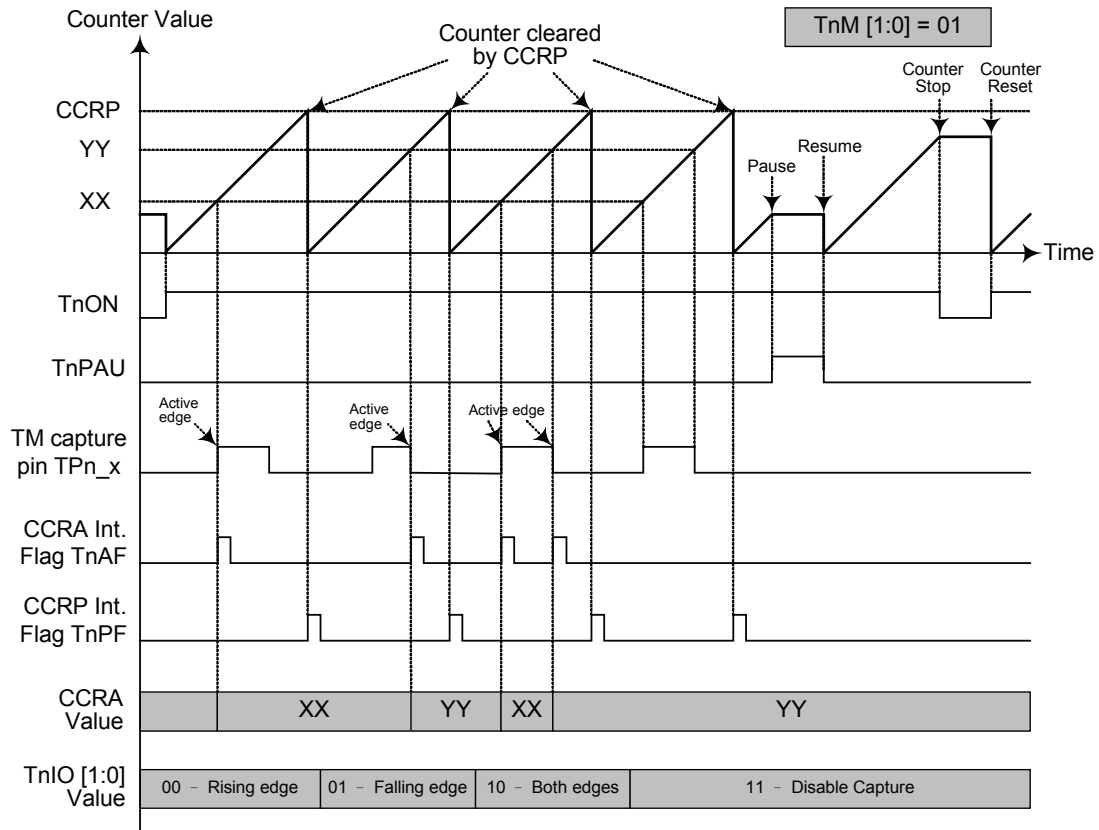 Counter Value
TnM [1:0] = 01
Counter cleared
by CCRP
Counter
Stop
Counter
Reset
CCRP
YY
XX
Pause
Resume
Time
TnON
TnPAU
Active
edge
Active
edge
Active edge
TM capture
pin TPn_x
CCRA Int.
Flag TnAF
CCRP Int.
Flag TnPF
CCRA
Value
XX
YY
XX
YY
TnIO [1:0]
Value
00 - Rising edge
01 - Falling edge
10 - Both edges
11 - Disable Capture